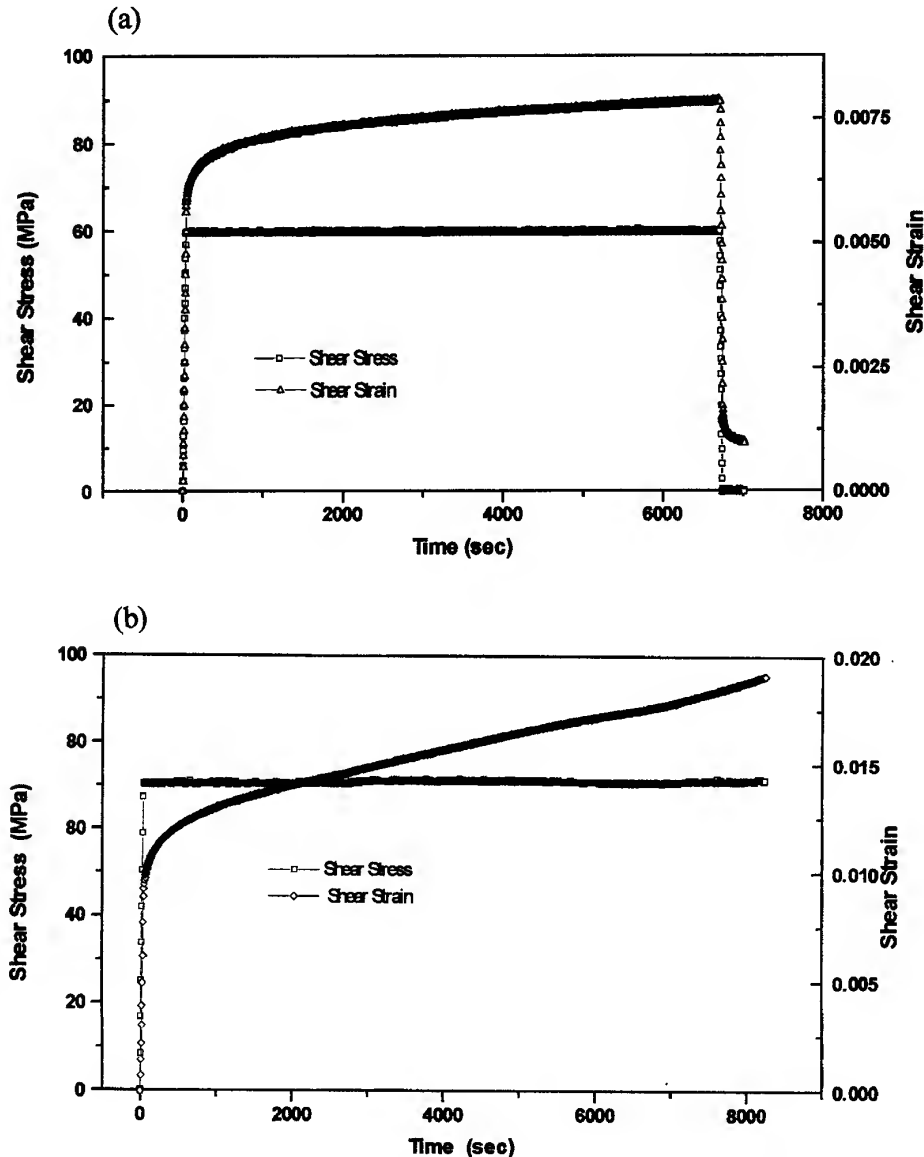 (a)
100
80
60
40
20
0
Shear Stress (MPa)
0.0075
0.0050
0.0025
0.0000
Shear Strain
Shear Stress
Shear Strain
0
2000
4000
6000
8000
Time (sec)
(b)
100
80
60
40
20
0
Shear Stress (MPa)
0.020
0.015
0.010
0.005
0.000
Shear Strain
Shear Stress
Shear Strain
0
2000
4000
6000
8000
Time (sec)